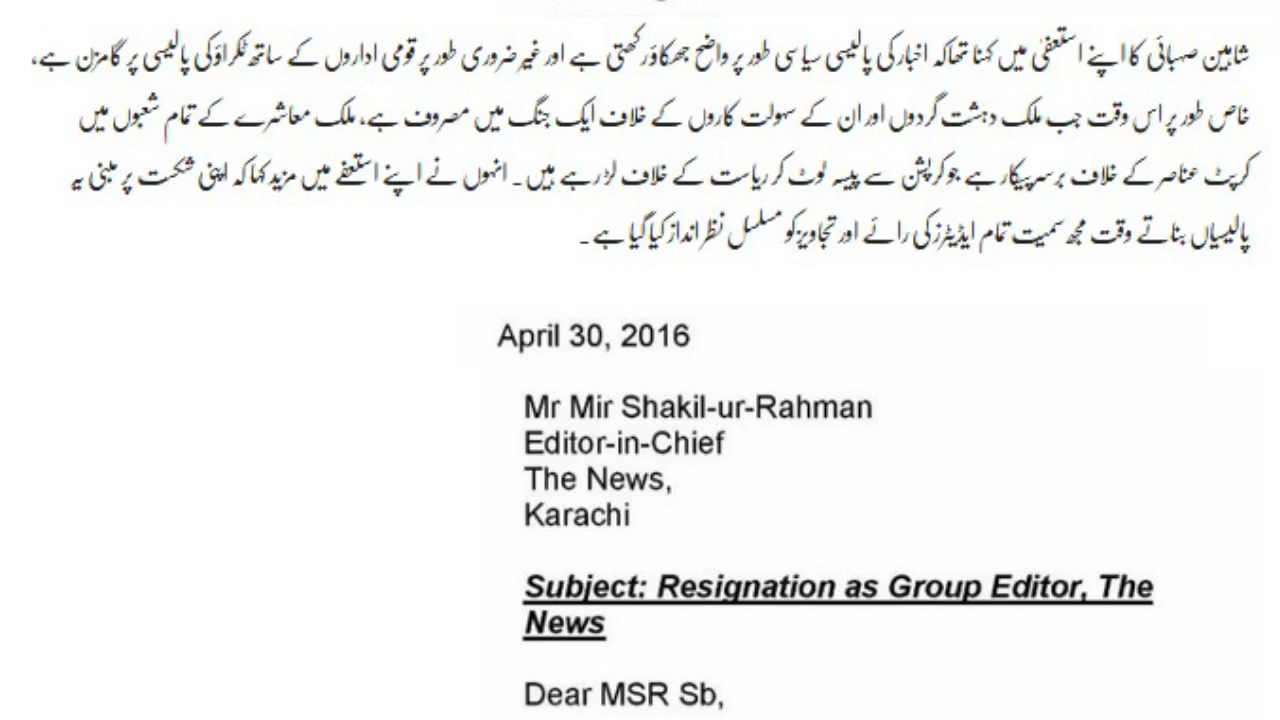 شاہین صہبائی کا اپنے استعفیٰ میں کہنا تھا کہ اخبار کی پالیسی سیاسی طور پر واضح جھکاؤ رکھتی ہے اور غیر ضروری طور پر قومی اداروں کے ساتھ ٹکراؤ کی پالیسی پر گامزن ہے،
خاص طور پر اس وقت جب ملک دہشت گردوں اور ان کے سہولت کاروں کے خلاف ایک جنگ میں مصروف ہے، ملک معاشرے کے تمام شعبوں میں
کرپٹ عناصر کے خلاف برسرپیکار ہے جو کرپشن سے پیسہ لوٹ کر ریاست کے خلاف لڑ رہے ہیں۔ انہوں نے اپنے استعفے میں مزید کہا کہ اپنی شکست پر مبنی یہ
پالیسیاں بناتے وقت مجھ سمیت تمام ایڈیٹرز کی رائے اور تجاویز کو مسلسل نظر انداز کیا گیا ہے۔
April 30, 2016
Mr Mir Shakil-ur-Rahman
Editor-in-Chief
The News,
Karachi
Subject: Resignation as Group Editor, The
News
Dear MSR Sb,